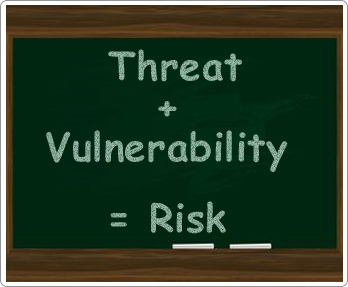 Threat
+
Vulnerability
= Risk